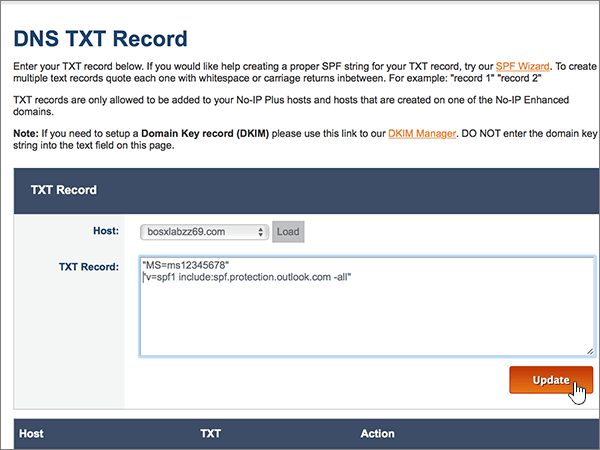 DNS TXT Record
Enter your TXT record below. If you would like help creating a proper SPF string for your TXT record, try our SPF Wizard. To create
multiple text records quote each one with whitespace or carriage returns inbetween. For example: "record 1" "record 2"
TXT records are only allowed to be added to your No-IP Plus hosts and hosts that are created on one of the No-IP Enhanced
domains.
Note: If you need to setup a Domain Key record (DKIM) please use this link to our DKIM Manager. DO NOT enter the domain key
string into the text field on this page.
TXT Record
Host: bosxlabzz69.com Load
TXT Record: "MS=ms12345678"
"v=spf1 include:spf.protection.outlook.com -all"
Update
Host TXT Action